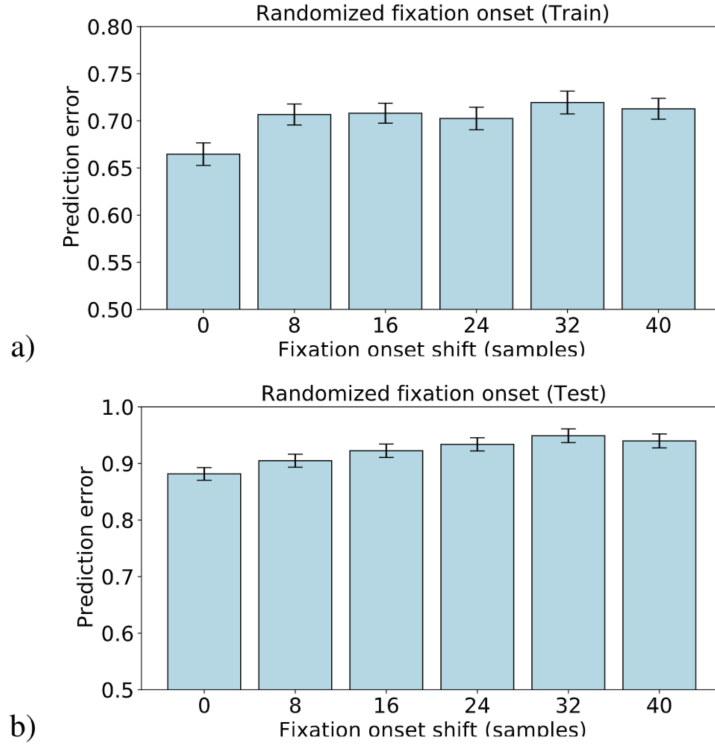 Randomized fixation onset (Train)
0.80
0.75
0.70
0.65
0.60
0.55
0.50
Prediction error
0 8 16 24 32 40
Fixation onset shift (samples)
a)
Randomized fixation onset (Test)
1.0
0.9
0.8
0.7
0.6
0.5
Prediction error
0 8 16 24 32 40
Fixation onset shift (samples)
b)